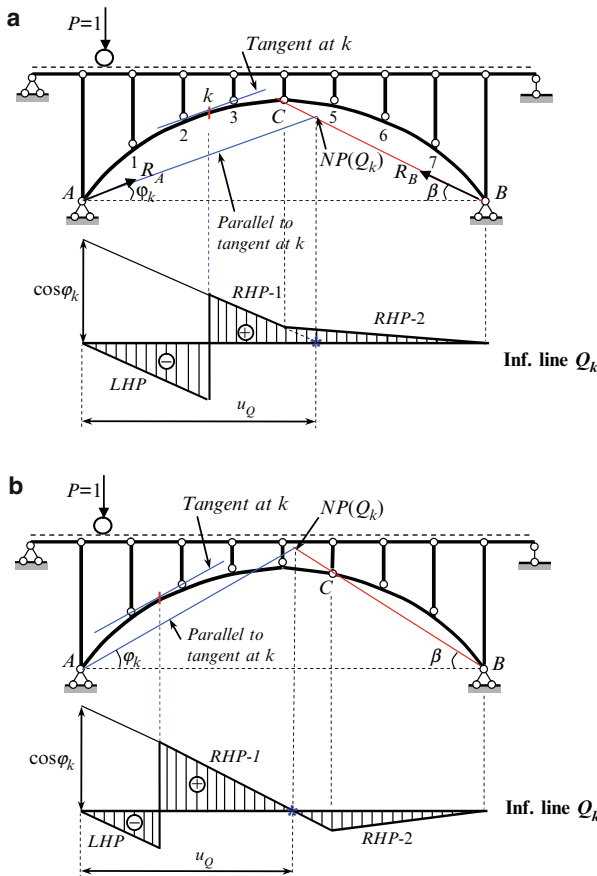 a
P=1
Tangent at k
k
1
2
3
C
5
6
7
NP(Q_k)
R_A
R_B
A
φ_k
β
B
Parallel to
tangent at k
cosφ_k
RHP-1
RHP-2
+
−
LHP
*
Inf. line Q_k
u_Q
b
P=1
Tangent at k
NP(Q_k)
C
Parallel to
tangent at k
A
φ_k
β
B
cosφ_k
RHP-1
+
*
−
LHP
RHP-2
Inf. line Q_k
u_Q